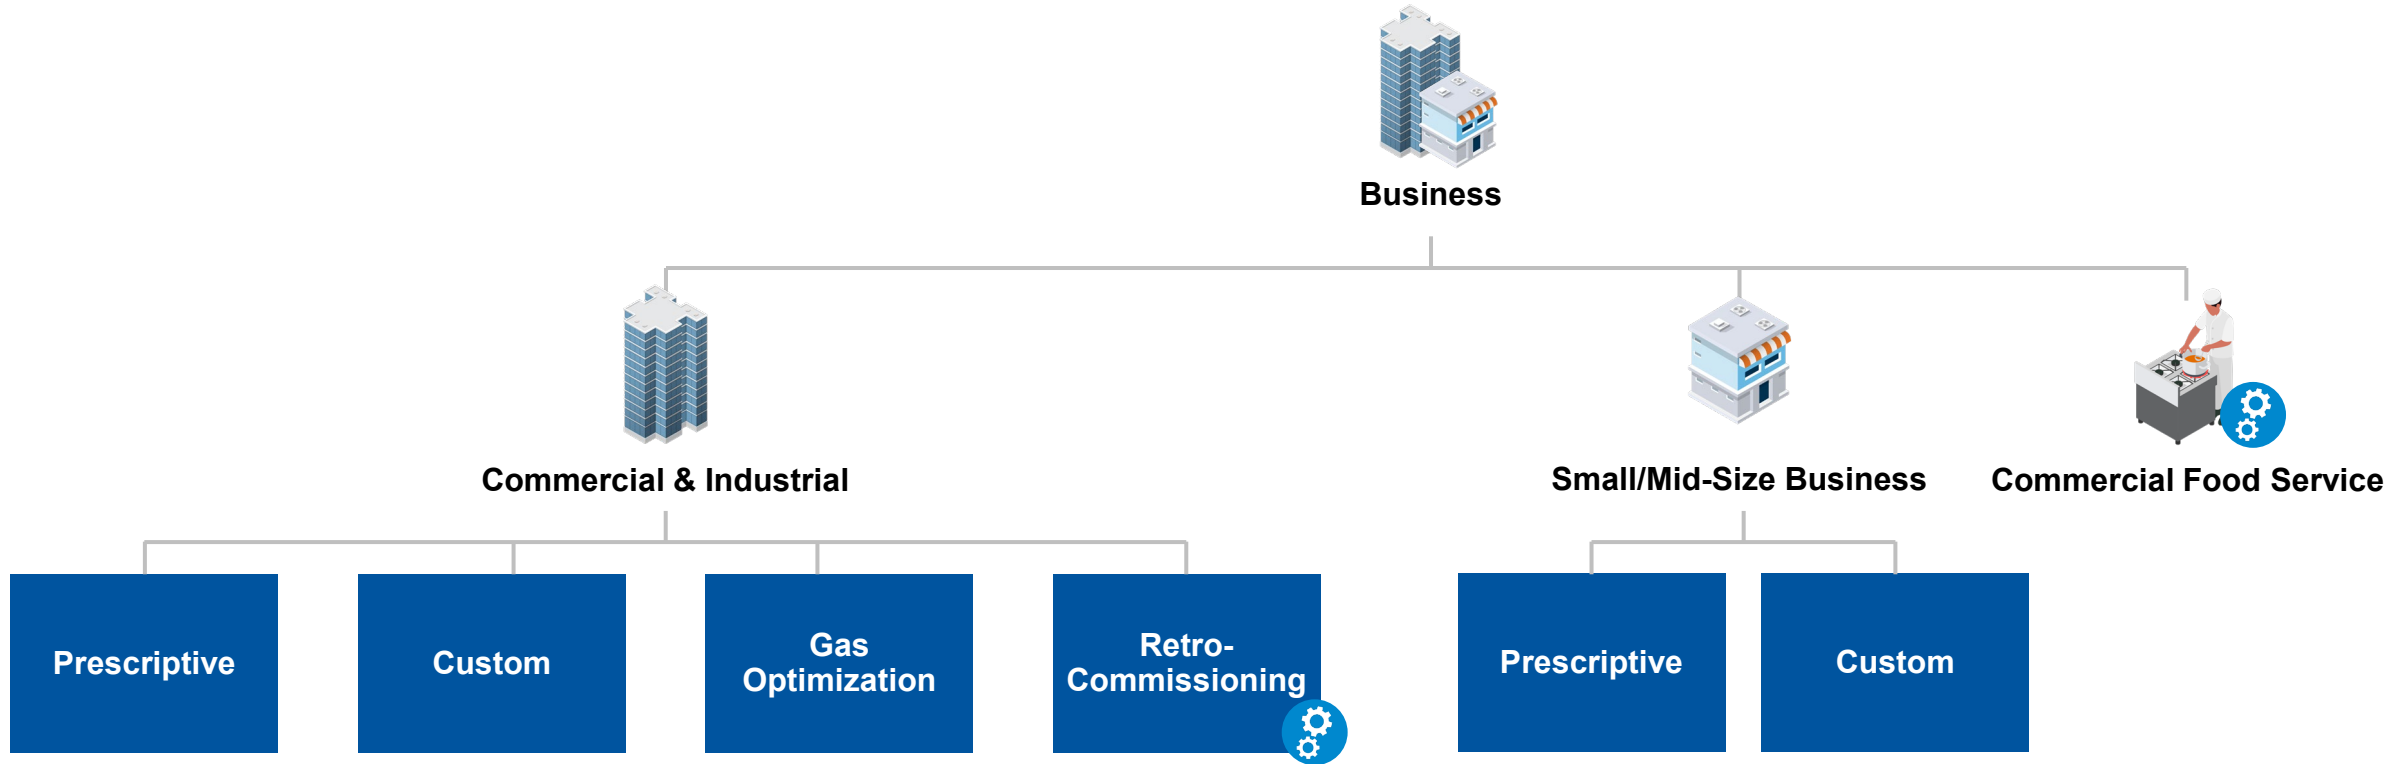 Business
Commercial & Industrial
Small/Mid-Size Business
Commercial Food Service
Prescriptive
Custom
Gas
Optimization
Retro-
Commissioning
Prescriptive
Custom